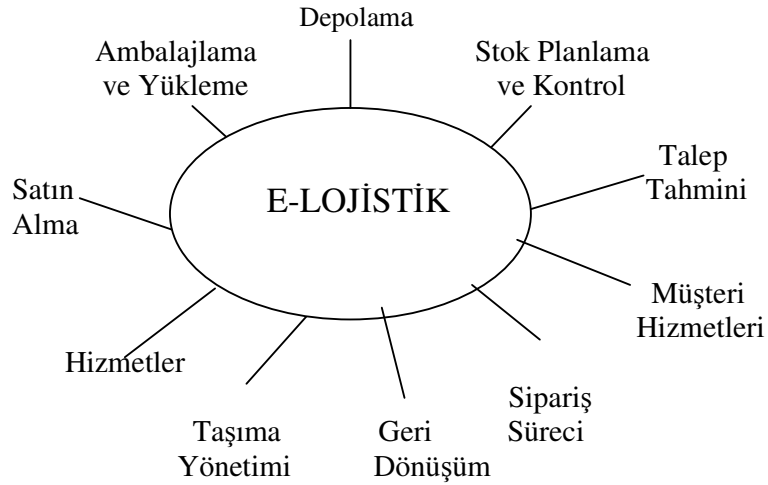 Depolama
Ambalajlama
ve Yükleme
Stok Planlama
ve Kontrol
Talep
Tahmini
Satın
Alma
E-LOJİSTİK
Müşteri
Hizmetleri
Hizmetler
Sipariş
Süreci
Taşıma
Yönetimi
Geri
Dönüşüm